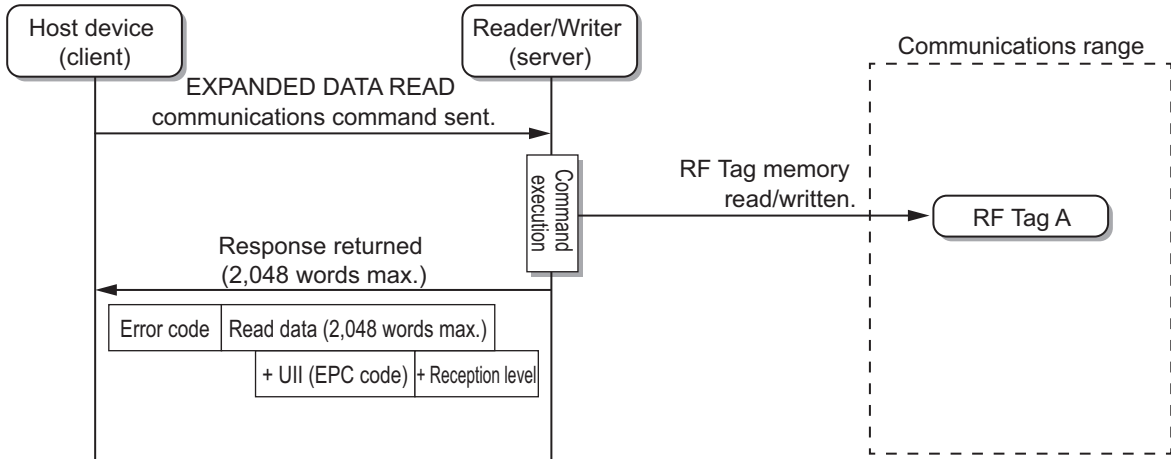 Host device
(client)
Reader/Writer
(server)
Communications range
EXPANDED DATA READ
communications command sent.
Command
execution
RF Tag memory
read/written.
RF Tag A
Response returned
(2,048 words max.)
Error code
Read data (2,048 words max.)
+ UII (EPC code)
+ Reception level